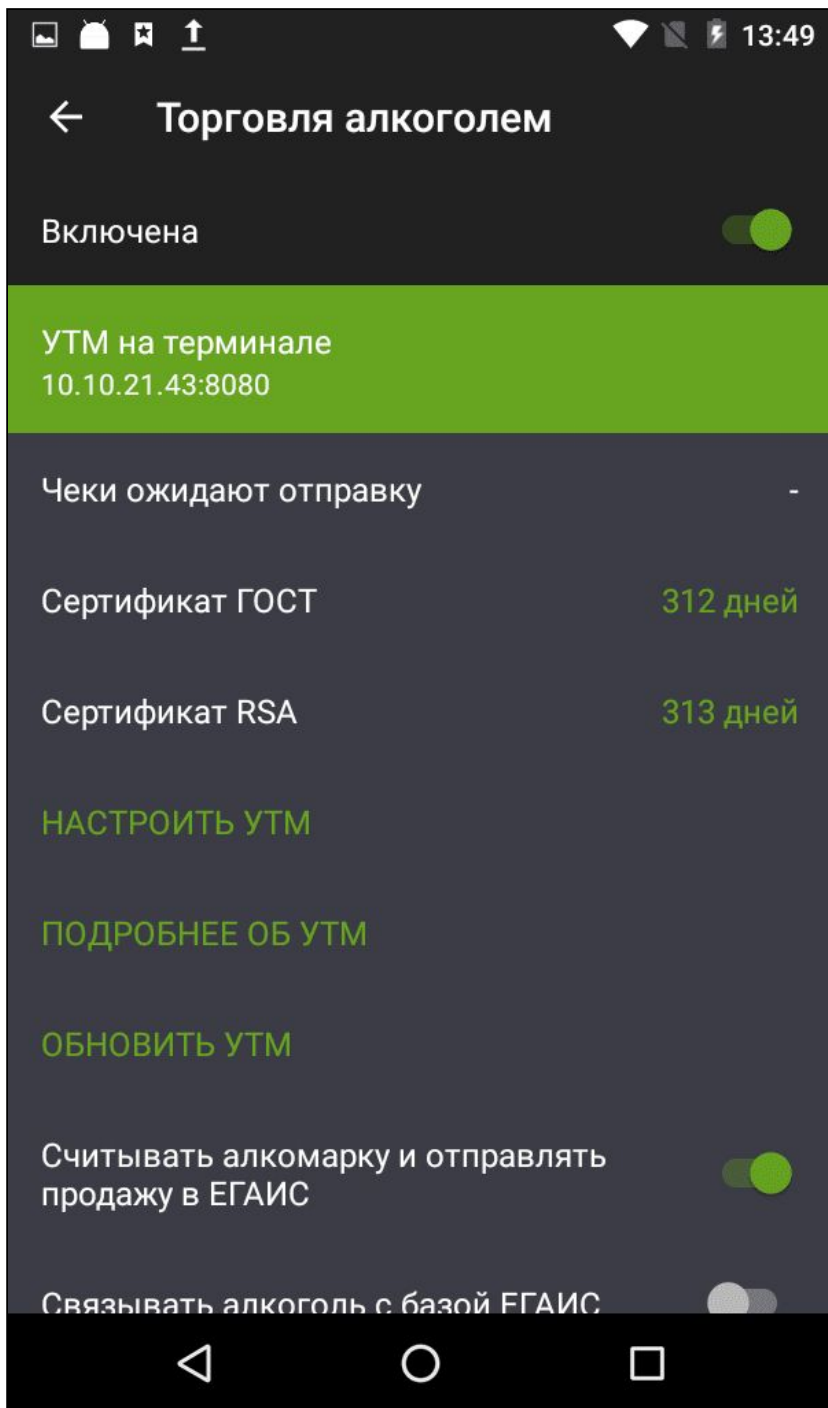 13:49
Торговля алкоголем
Включена
УТМ на терминале
10.10.21.43:8080
Чеки ожидают отправку -
Сертификат ГОСТ 312 дней
Сертификат RSA 313 дней
НАСТРОИТЬ УТМ
ПОДРОБНЕЕ ОБ УТМ
ОБНОВИТЬ УТМ
Считывать алкомарку и отправлять
продажу в ЕГАИС
Связывать алкоголь с базой ЕГАИС